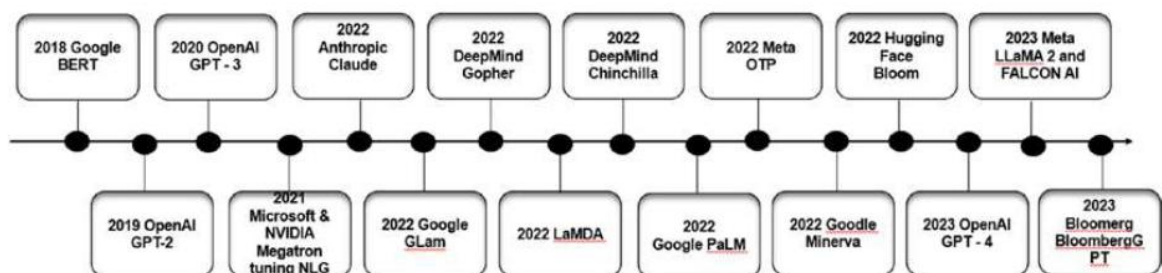 2018 Google
BERT
2020 OpenAI
GPT - 3
2022
Anthropic
Claude
2022
DeepMind
Gopher
2022
DeepMind
Chinchilla
2022 Meta
OTP
2022 Hugging
Face
Bloom
2023 Meta
LLaMA 2 and
FALCON AI
2019 OpenAI
GPT-2
2021
Microsoft &
NVIDIA
Megatron
tuning NLG
2022 Google
GLam
2022 LaMDA
2022
Google PaLM
2022 Goodle
Minerva
2023 OpenAI
GPT - 4
2023
Bloomerg
BloombergG
PT